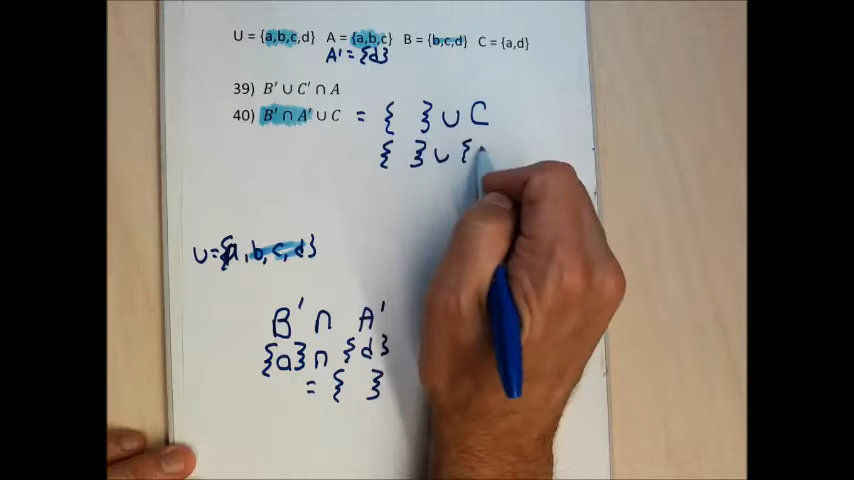 U = {a,b,c,d} A = {a,b,c} B = {b,c,d} C = {a,d}
A' = {d}
39) B' ∪ C' ∩ A
40) B' ∩ A' ∪ C = { } ∪ C
{ } ∪ {
U={a,b,c,d}
B' ∩ A'
{a} ∩ {d}
= { }